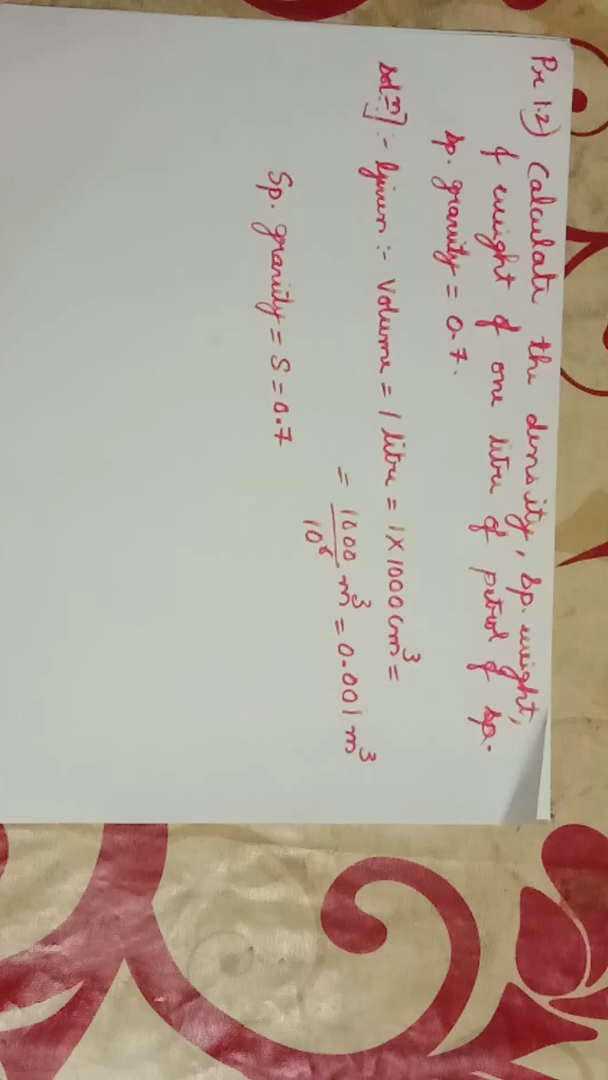 Pr 1.2) Calculate the density, sp. weight,
& weight of one litre of petrol of sp.
sp. gravity = 0.7.
Solⁿ] :- Given :- Volume = 1 litre = 1 X 1000 cm³ =
= 1000/10⁶ m³ = 0.001 m³
Sp. gravity = S = 0.7